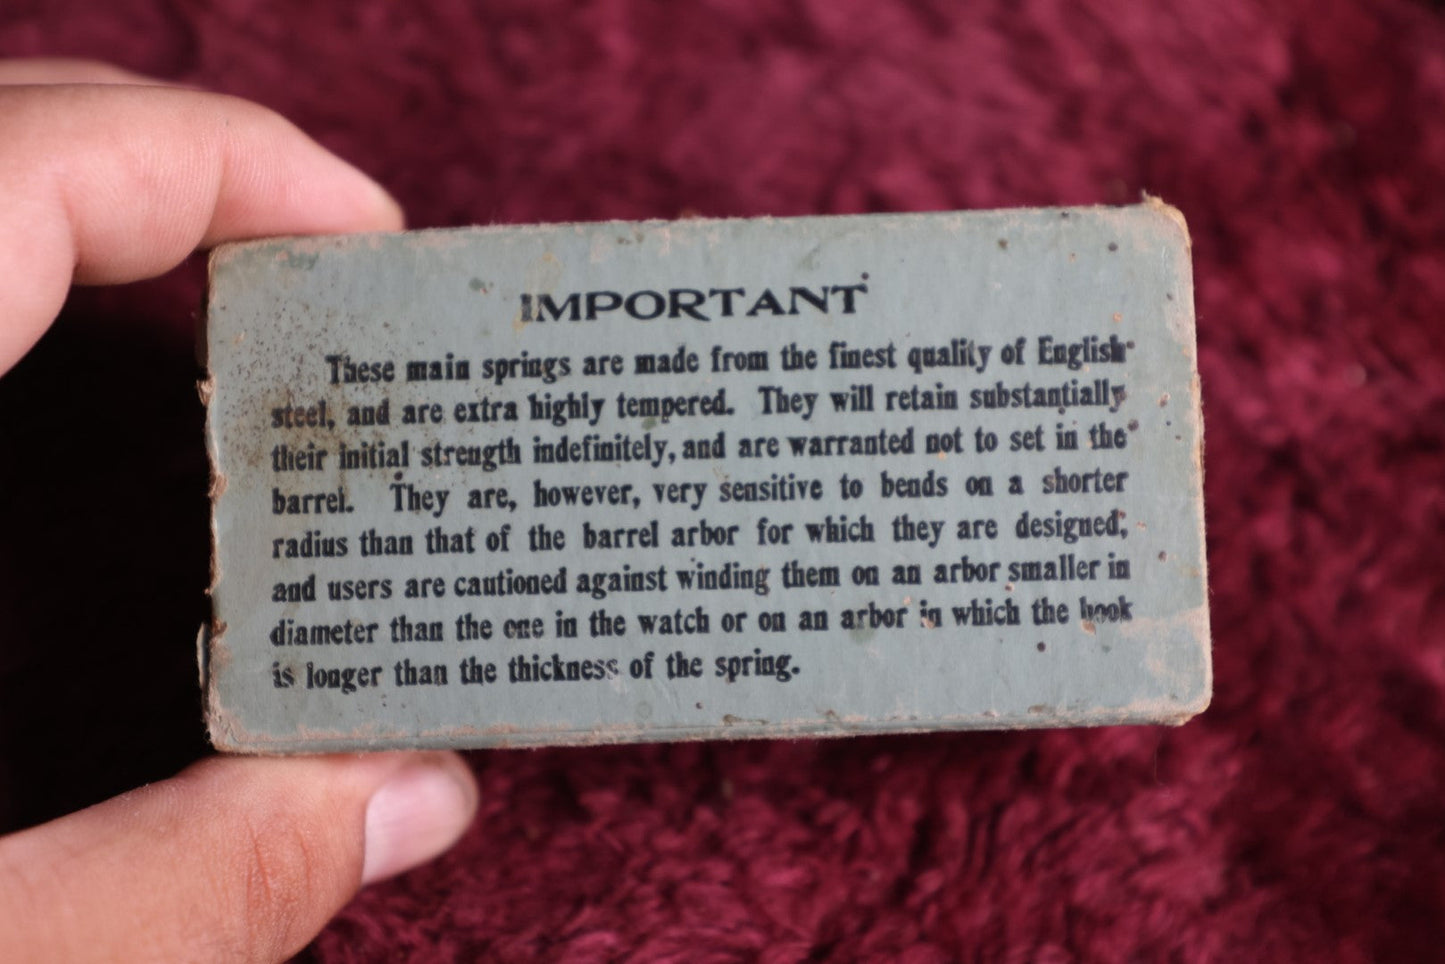 IMPORTANT
These main springs are made from the finest quality of English
steel, and are extra highly tempered. They will retain substantially
their initial strength indefinitely, and are warranted not to set in the
barrel. They are, however, very sensitive to bends on a shorter
radius than that of the barrel arbor for which they are designed,
and users are cautioned against winding them on an arbor smaller in
diameter than the one in the watch or on an arbor in which the hook
is longer than the thickness of the spring.